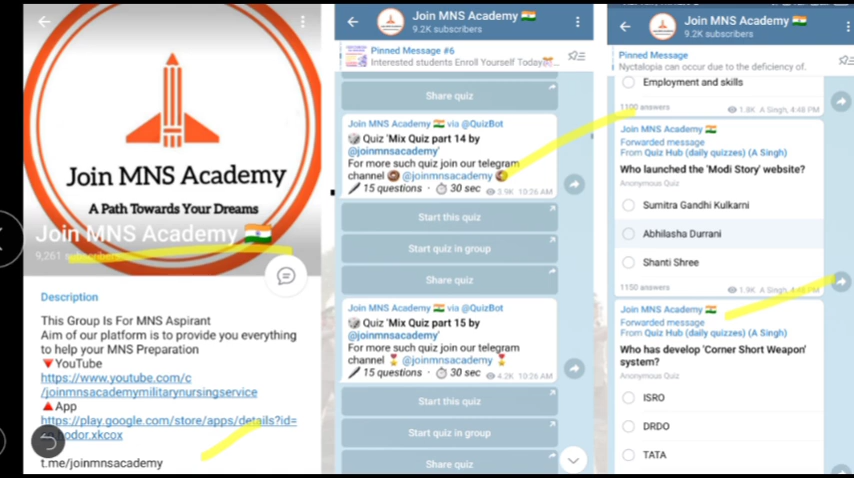 Join MNS Academy
A Path Towards Your Dreams
Join MNS Academy 🇮🇳
9,261 subscribers
Description
This Group Is For MNS Aspirant
Aim of our platform is to provide you everything
to help your MNS Preparation
🔻YouTube
https://www.youtube.com/c
/joinmnsacademymilitarynursingservice
🔺App
https://play.google.com/store/apps/details?id=
odor.xkcox
t.me/joinmnsacademy
Join MNS Academy 🇮🇳
9.2K subscribers
Pinned Message #6
Interested students Enroll Yourself Today
Share quiz
Join MNS Academy 🇮🇳 via @QuizBot
🎲 Quiz 'Mix Quiz part 14 by
@joinmnsacademy'
For more such quiz join our telegram
channel @joinmnsacademy
🖊 15 questions · ⏱ 30 sec
3.9K 10:26 AM
Start this quiz
Start quiz in group
Share quiz
Join MNS Academy 🇮🇳 via @QuizBot
🎲 Quiz 'Mix Quiz part 15 by
@joinmnsacademy'
For more such quiz join our telegram
channel 🎖 @joinmnsacademy 🎖
🖊 15 questions · ⏱ 30 sec
4.2K 10:26 AM
Start this quiz
Start quiz in group
Share quiz
Join MNS Academy 🇮🇳
9.2K subscribers
Pinned Message
Nyctalopia can occur due to the deficiency of.
Employment and skills
1100 answers
1.8K A Singh, 4:48 PM
Join MNS Academy 🇮🇳
Forwarded message
From Quiz Hub (daily quizzes) (A Singh)
Who launched the 'Modi Story' website?
Anonymous Quiz
Sumitra Gandhi Kulkarni
Abhilasha Durrani
Shanti Shree
1150 answers
1.9K A Singh, 4:48 PM
Join MNS Academy 🇮🇳
Forwarded message
From Quiz Hub (daily quizzes) (A Singh)
Who has develop 'Corner Short Weapon'
system?
Anonymous Quiz
ISRO
DRDO
TATA